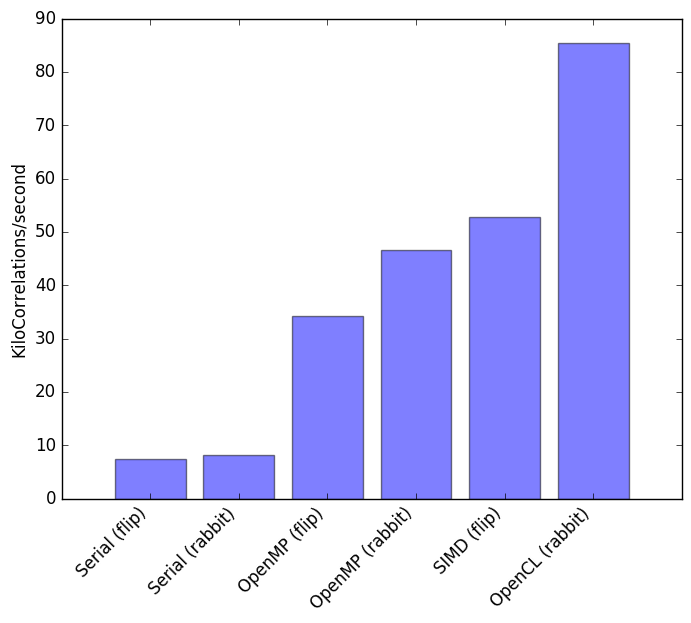 90
80
70
60
50
40
30
20
10
0
KiloCorrelations/second
Serial (flip)
Serial (rabbit)
OpenMP (flip)
OpenMP (rabbit)
SIMD (flip)
OpenCL (rabbit)